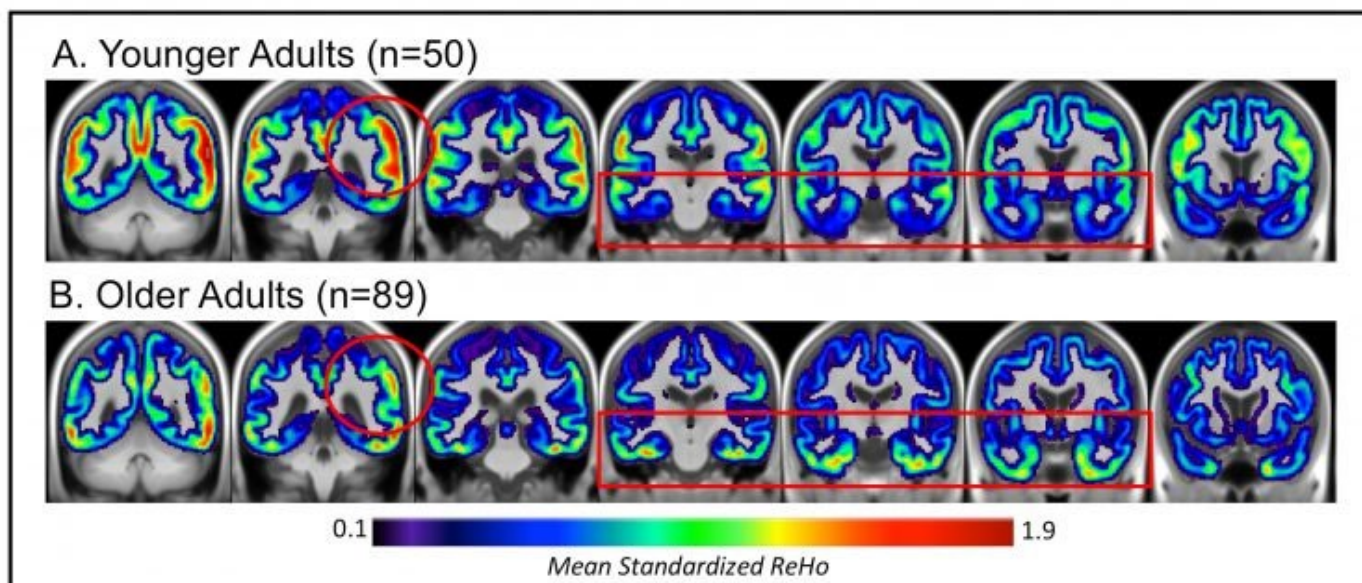 A. Younger Adults (n=50)
B. Older Adults (n=89)
0.1 1.9
Mean Standardized ReHo